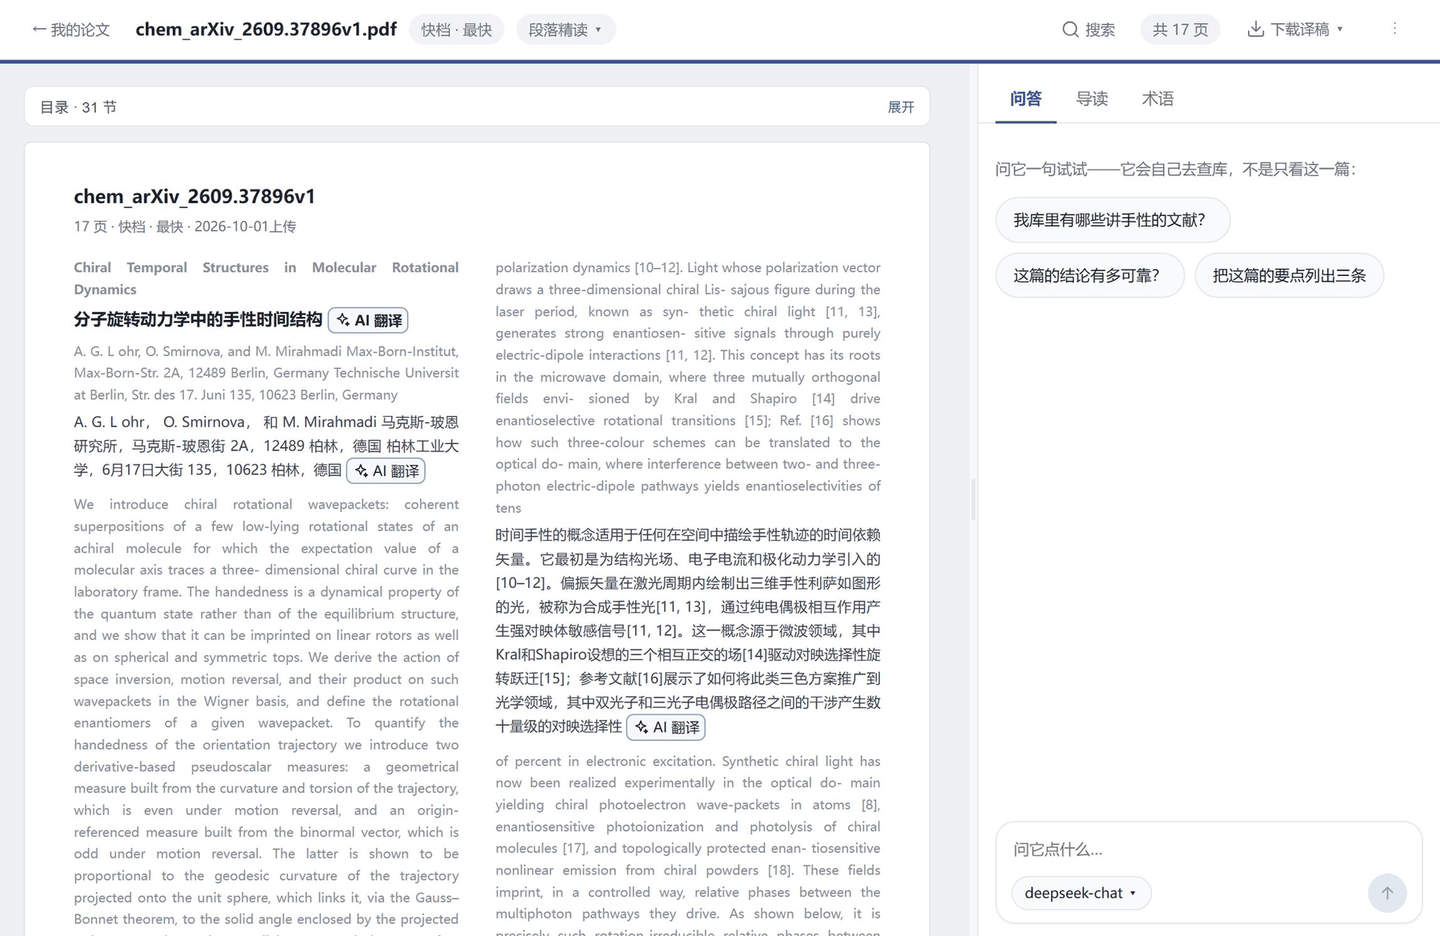 ← 我的论文
chem_arXiv_2609.37896v1.pdf
快档 · 最快
段落精读 ▾
搜索
共 17 页
下载译稿 ▾
⋮
目录 · 31 节
展开
chem_arXiv_2609.37896v1
17 页 · 快档 · 最快 · 2026-10-01上传
Chiral Temporal Structures in Molecular Rotational
Dynamics
分子旋转动力学中的手性时间结构 AI 翻译
A. G. L ohr, O. Smirnova, and M. Mirahmadi Max-Born-Institut,
Max-Born-Str. 2A, 12489 Berlin, Germany Technische Universit
at Berlin, Str. des 17. Juni 135, 10623 Berlin, Germany
A. G. L ohr， O. Smirnova， 和 M. Mirahmadi 马克斯-玻恩
研究所，马克斯-玻恩街 2A，12489 柏林，德国 柏林工业大
学，6月17日大街 135，10623 柏林，德国 AI 翻译
We introduce chiral rotational wavepackets: coherent
superpositions of a few low-lying rotational states of an
achiral molecule for which the expectation value of a
molecular axis traces a three- dimensional chiral curve in the
laboratory frame. The handedness is a dynamical property of
the quantum state rather than of the equilibrium structure,
and we show that it can be imprinted on linear rotors as well
as on spherical and symmetric tops. We derive the action of
space inversion, motion reversal, and their product on such
wavepackets in the Wigner basis, and define the rotational
enantiomers of a given wavepacket. To quantify the
handedness of the orientation trajectory we introduce two
derivative-based pseudoscalar measures: a geometrical
measure built from the curvature and torsion of the trajectory,
which is even under motion reversal, and an origin-
referenced measure built from the binormal vector, which is
odd under motion reversal. The latter is shown to be
proportional to the geodesic curvature of the trajectory
projected onto the unit sphere, which links it, via the Gauss–
Bonnet theorem, to the solid angle enclosed by the projected
polarization dynamics [10–12]. Light whose polarization vector
draws a three-dimensional chiral Lis- sajous figure during the
laser period, known as syn- thetic chiral light [11, 13],
generates strong enantiosen- sitive signals through purely
electric-dipole interactions [11, 12]. This concept has its roots
in the microwave domain, where three mutually orthogonal
fields envi- sioned by Kral and Shapiro [14] drive
enantioselective rotational transitions [15]; Ref. [16] shows
how such three-colour schemes can be translated to the
optical do- main, where interference between two- and three-
photon electric-dipole pathways yields enantioselectivities of
tens
时间手性的概念适用于任何在空间中描绘手性轨迹的时间依赖
矢量。它最初是为结构光场、电子电流和极化动力学引入的
[10–12]。偏振矢量在激光周期内绘制出三维手性利萨如图形
的光，被称为合成手性光[11, 13]，通过纯电偶极相互作用产
生强对映体敏感信号[11, 12]。这一概念源于微波领域，其中
Kral和Shapiro设想的三个相互正交的场[14]驱动对映选择性旋
转跃迁[15]；参考文献[16]展示了如何将此类三色方案推广到
光学领域，其中双光子和三光子电偶极路径之间的干涉产生数
十量级的对映选择性 AI 翻译
of percent in electronic excitation. Synthetic chiral light has
now been realized experimentally in the optical do- main
yielding chiral photoelectron wave-packets in atoms [8],
enantiosensitive photoionization and photolysis of chiral
molecules [17], and topologically protected enan- tiosensitive
nonlinear emission from chiral powders [18]. These fields
imprint, in a controlled way, relative phases between the
multiphoton pathways they drive. As shown below, it is
precisely such rotation-irreducible relative phases between
问答
导读
术语
问它一句试试——它会自己去查库，不是只看这一篇：
我库里有哪些讲手性的文献？
这篇的结论有多可靠？
把这篇的要点列出三条
问它点什么...
deepseek-chat ▾